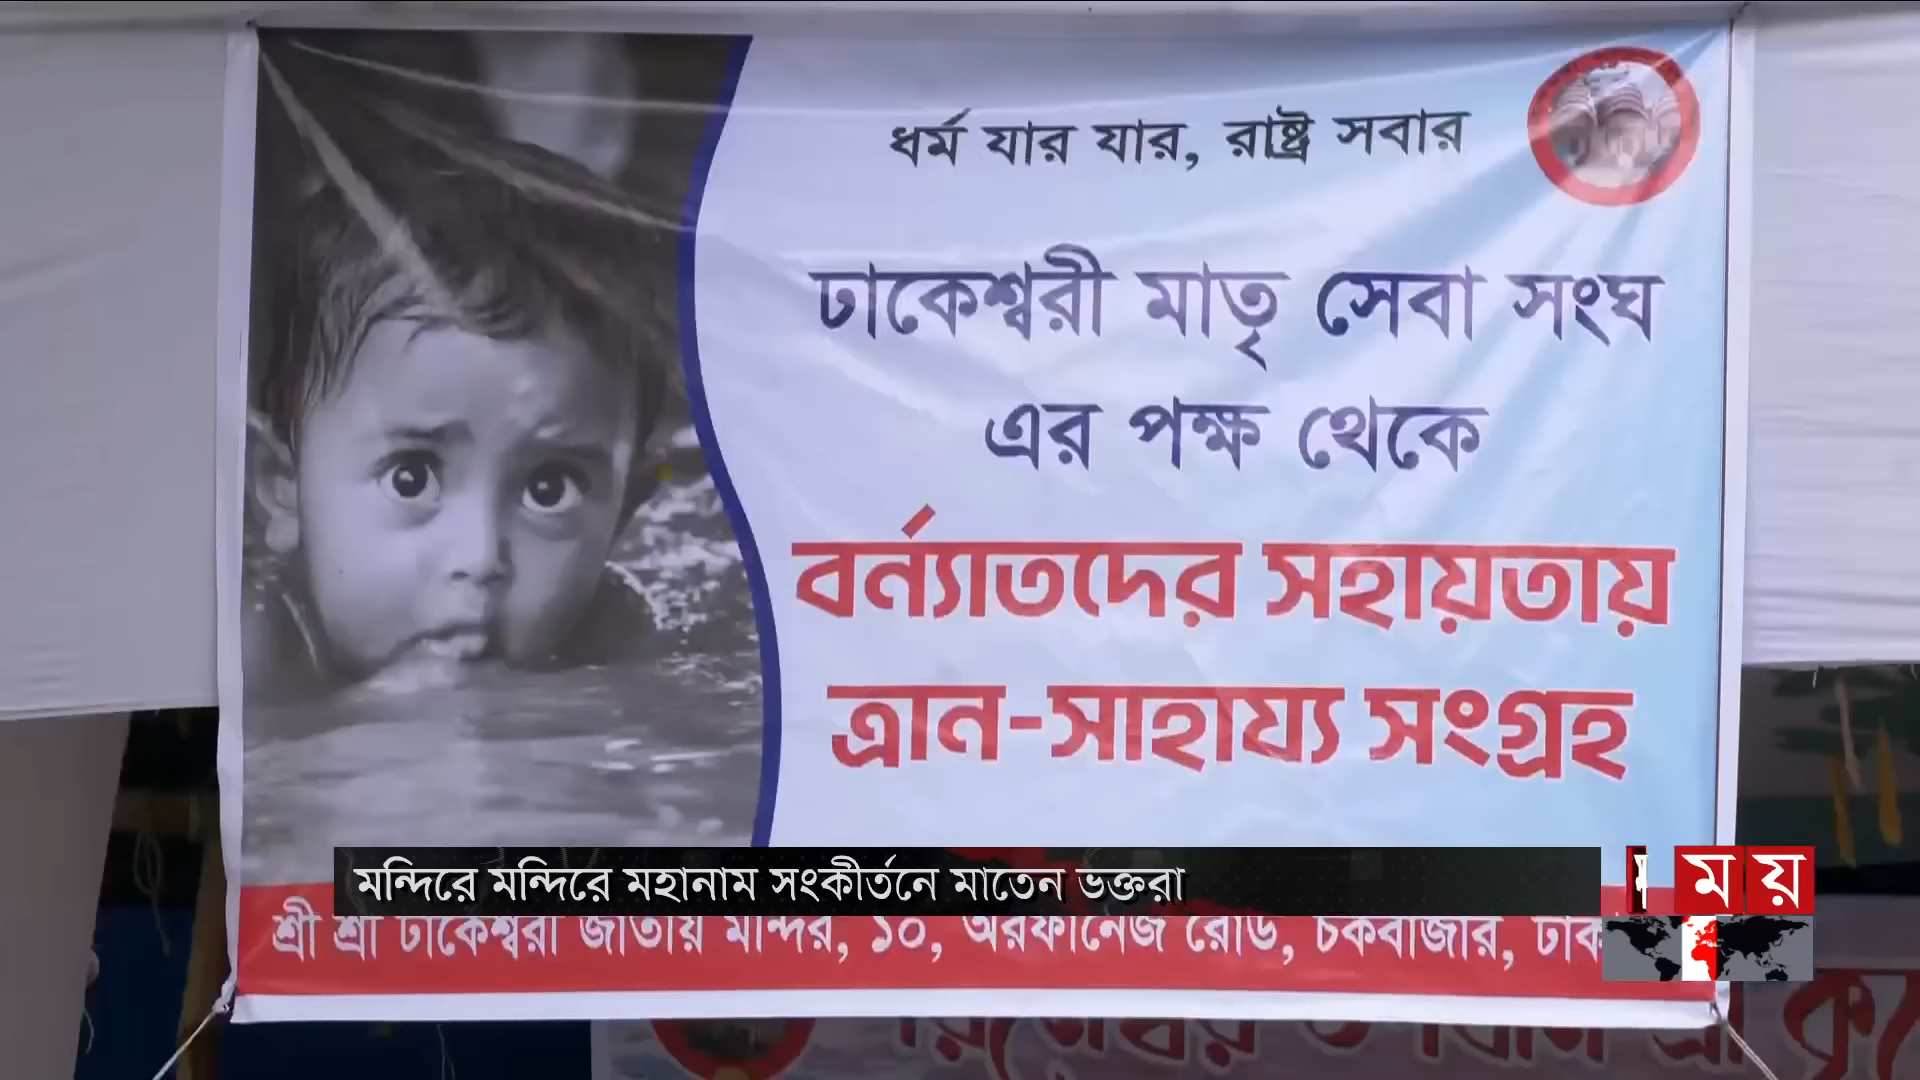 ধর্ম যার যার, রাষ্ট্র সবার
ঢাকেশ্বরী মাতৃ সেবা সংঘ
এর পক্ষ থেকে
বর্ন্যাতদের সহায়তায়
ত্রান-সাহায্য সংগ্রহ
মন্দিরে মন্দিরে মহানাম সংকীর্তনে মাতেন ভক্তরা
ময়
শ্রী শ্রী ঢাকেশ্বরী জাতীয় মন্দির, ১০, অরফানেজ রোড, চকবাজার,